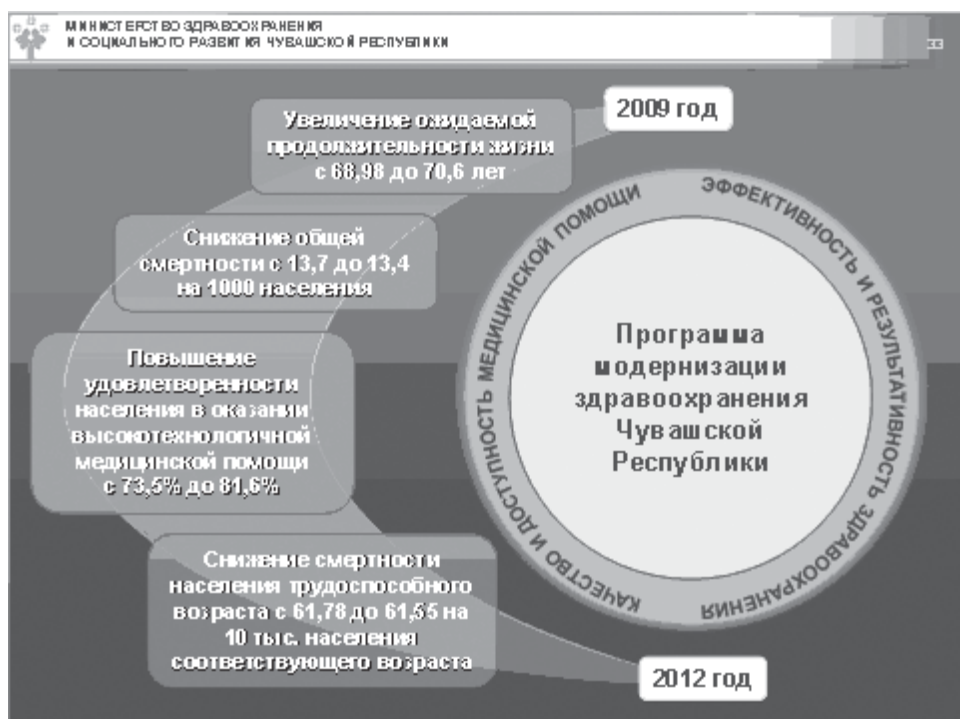 МИНИСТЕРСТВО ЗДРАВООХРАНЕНИЯ
И СОЦИАЛЬНОГО РАЗВИТИЯ ЧУВАШСКОЙ РЕСПУБЛИКИ
33
2009 год
Увеличение ожидаемой
продолжительности жизни
с 68,98 до 70,6 лет
Снижение общей
смертности с 13,7 до 13,4
на 1000 населения
Повышение
удовлетворенности
населения в оказании
высокотехнологичной
медицинской помощи
с 73,5% до 81,6%
Снижение смертности
населения трудоспособного
возраста с 61,78 до 61,55 на
10 тыс. населения
соответствующего возраста
2012 год
КАЧЕСТВО И ДОСТУПНОСТЬ МЕДИЦИНСКОЙ ПОМОЩИ
ЭФФЕКТИВНОСТЬ И РЕЗУЛЬТАТИВНОСТЬ ЗДРАВООХРАНЕНИЯ
Программа
модернизации
здравоохранения
Чувашской
Республики